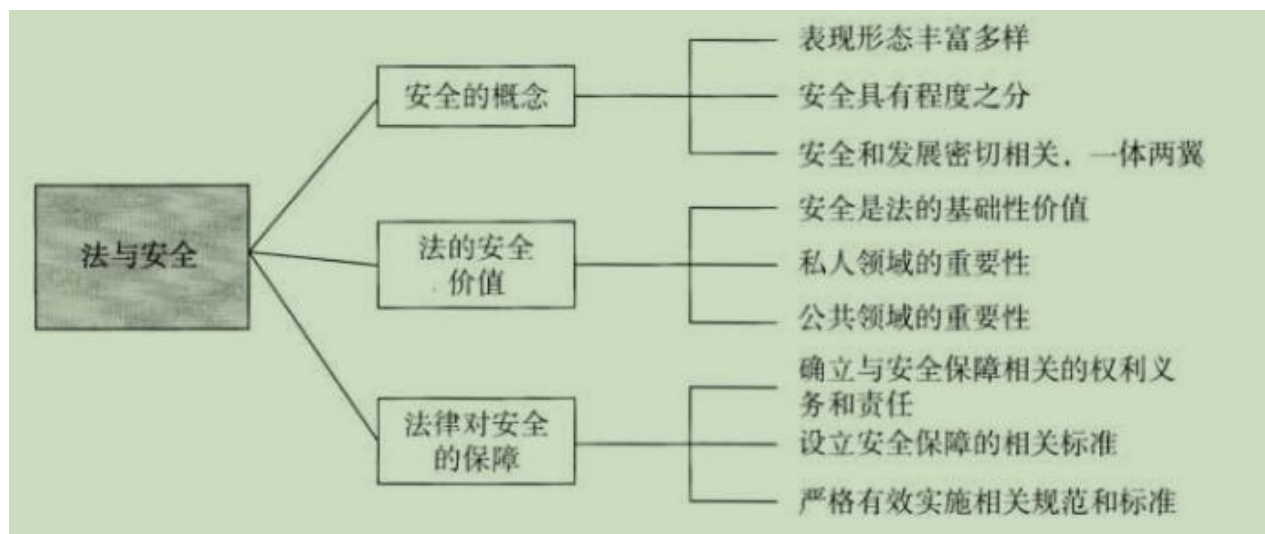 法与安全
安全的概念
表现形态丰富多样
安全具有程度之分
安全和发展密切相关，一体两翼
法的安全
价值
安全是法的基础性价值
私人领域的重要性
公共领域的重要性
法律对安全
的保障
确立与安全保障相关的权利义
务和责任
设立安全保障的相关标准
严格有效实施相关规范和标准